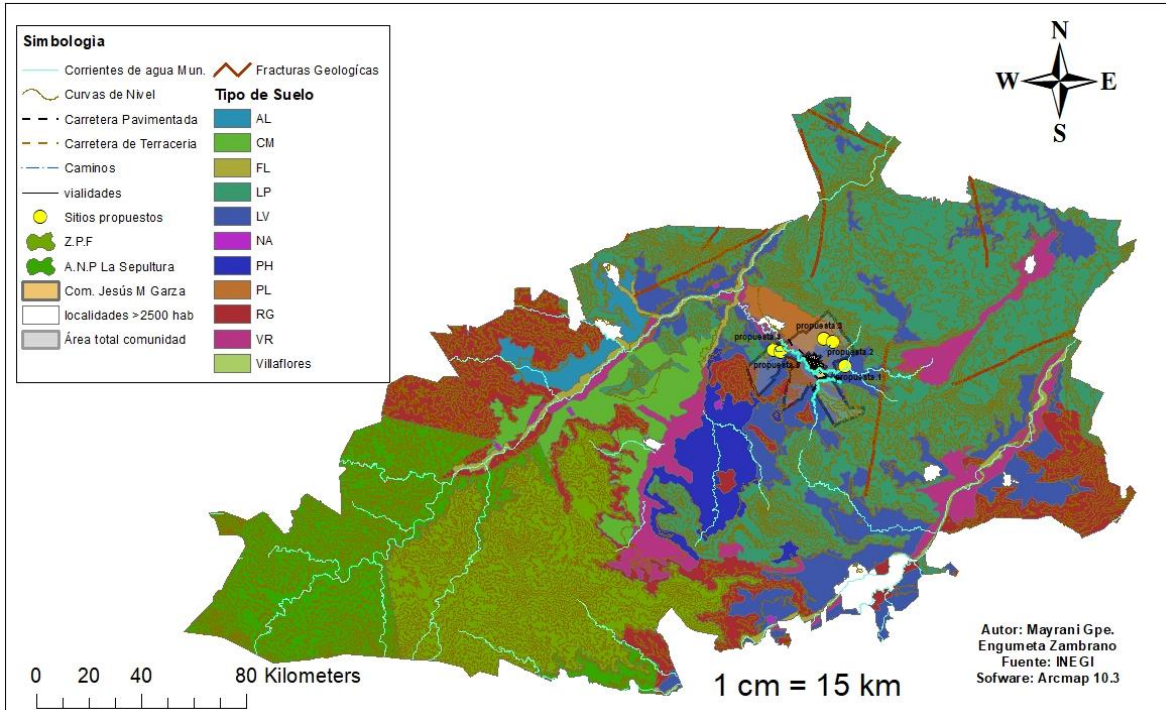 Simbologia
Corrientes de agua Mun.
Curvas de Nivel
Carretera Pavimentada
Carretera de Terraceria
Caminos
vialidades
Sitios propuestos
Z.P.F
A.N.P La Sepultura
Com. Jesús M Garza
localidades >2500 hab
Área total comunidad
Fracturas Geologícas
Tipo de Suelo
AL
CM
FL
LP
LV
NA
PH
PL
RG
VR
Villaflores
N
W
E
S
propuesta.2
propuesta.1
0 20 40 80 Kilometers
1 cm = 15 km
Autor: Mayrani Gpe.
Engumeta Zambrano
Fuente: INEGI
Sofware: Arcmap 10.3